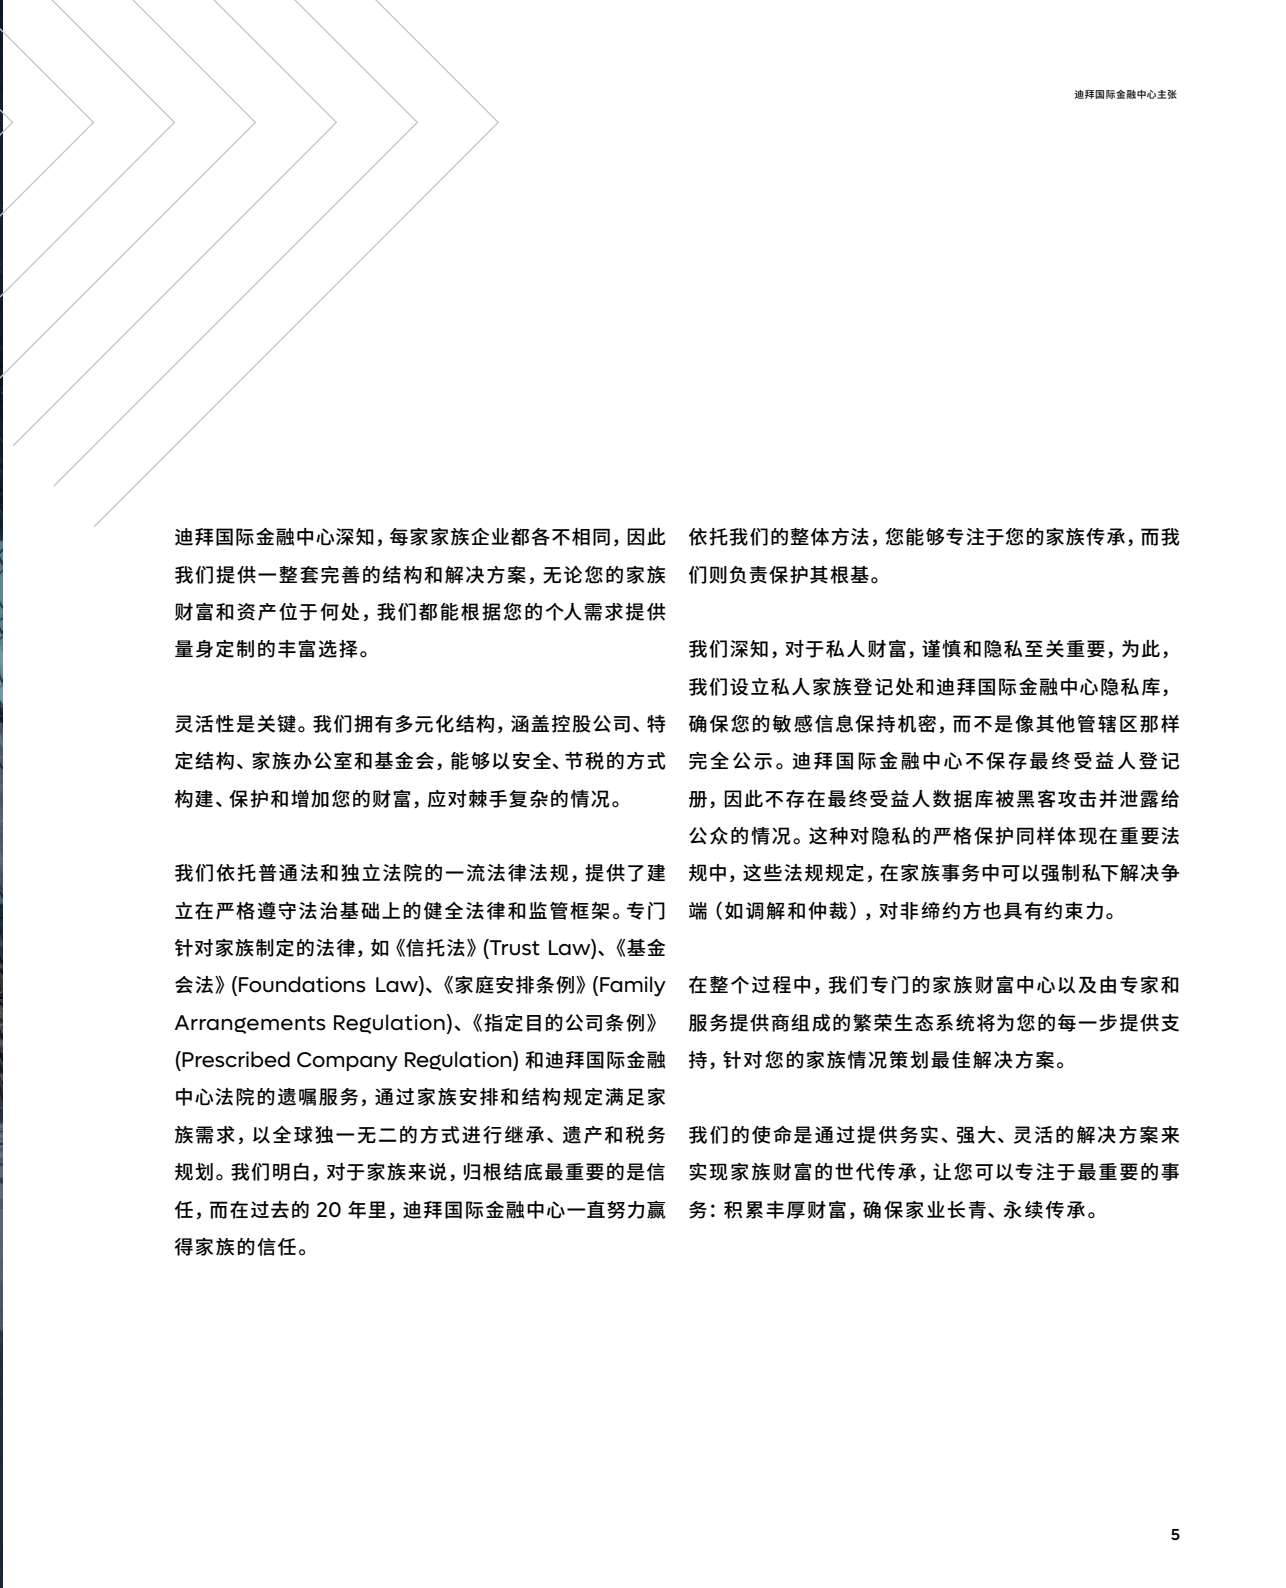 迪拜国际金融中心主张
迪拜国际金融中心深知，每家家族企业都各不相同，因此
我们提供一整套完善的结构和解决方案，无论您的家族
财富和资产位于何处，我们都能根据您的个人需求提供
量身定制的丰富选择。
灵活性是关键。我们拥有多元化结构，涵盖控股公司、特
定结构、家族办公室和基金会，能够以安全、节税的方式
构建、保护和增加您的财富，应对棘手复杂的情况。
我们依托普通法和独立法院的一流法律法规，提供了建
立在严格遵守法治基础上的健全法律和监管框架。专门
针对家族制定的法律，如《信托法》(Trust Law)、《基金
会法》(Foundations Law)、《家庭安排条例》(Family
Arrangements Regulation)、《指定目的公司条例》
(Prescribed Company Regulation) 和迪拜国际金融
中心法院的遗嘱服务，通过家族安排和结构规定满足家
族需求，以全球独一无二的方式进行继承、遗产和税务
规划。我们明白，对于家族来说，归根结底最重要的是信
任，而在过去的 20 年里，迪拜国际金融中心一直努力赢
得家族的信任。
依托我们的整体方法，您能够专注于您的家族传承，而我
们则负责保护其根基。
我们深知，对于私人财富，谨慎和隐私至关重要，为此，
我们设立私人家族登记处和迪拜国际金融中心隐私库，
确保您的敏感信息保持机密，而不是像其他管辖区那样
完全公示。迪拜国际金融中心不保存最终受益人登记
册，因此不存在最终受益人数据库被黑客攻击并泄露给
公众的情况。这种对隐私的严格保护同样体现在重要法
规中，这些法规规定，在家族事务中可以强制私下解决争
端（如调解和仲裁），对非缔约方也具有约束力。
在整个过程中，我们专门的家族财富中心以及由专家和
服务提供商组成的繁荣生态系统将为您的每一步提供支
持，针对您的家族情况策划最佳解决方案。
我们的使命是通过提供务实、强大、灵活的解决方案来
实现家族财富的世代传承，让您可以专注于最重要的事
务：积累丰厚财富，确保家业长青、永续传承。
5